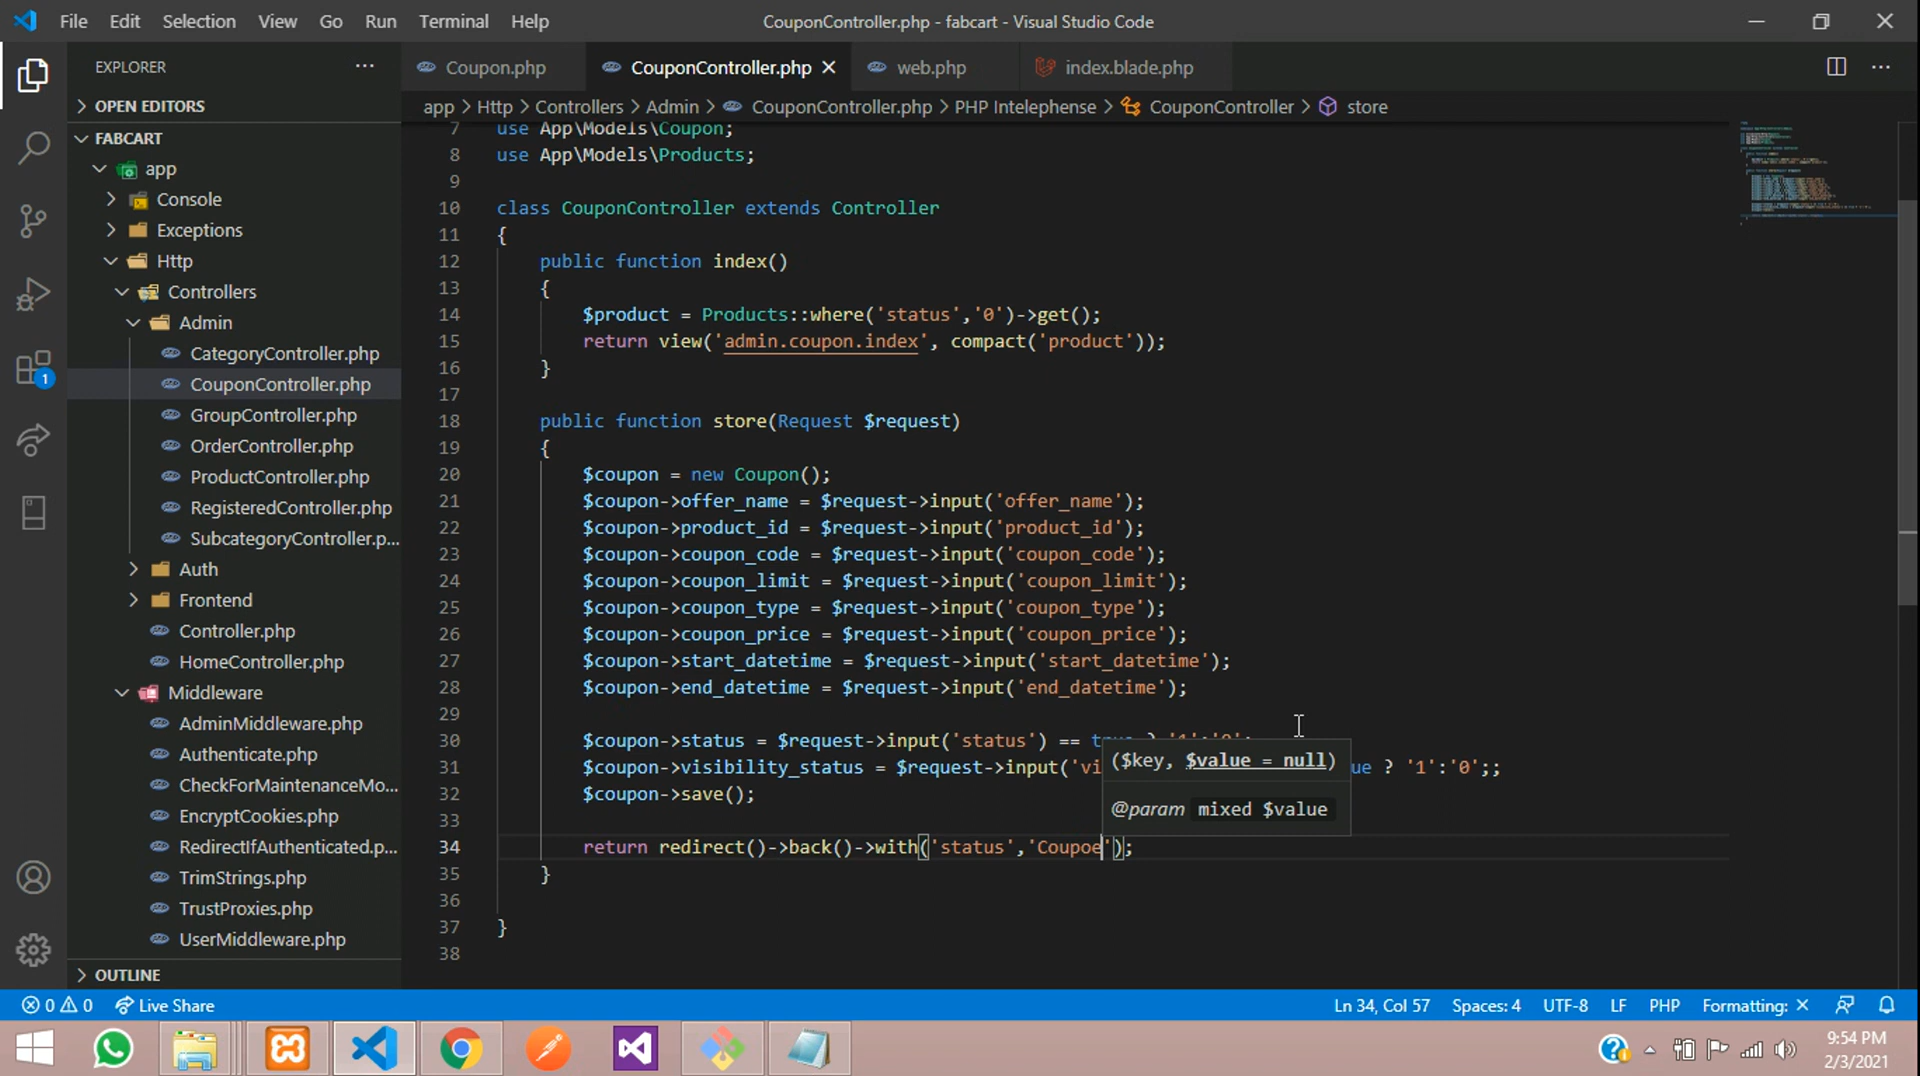 File Edit Selection View Go Run Terminal Help CouponController.php - fabcart - Visual Studio Code
EXPLORER
Coupon.php CouponController.php web.php index.blade.php
app > Http > Controllers > Admin > CouponController.php > PHP Intelephense > CouponController > store
OPEN EDITORS
FABCART
app
Console
Exceptions
Http
Controllers
Admin
CategoryController.php
CouponController.php
GroupController.php
OrderController.php
ProductController.php
RegisteredController.php
SubcategoryController.p...
Auth
Frontend
Controller.php
HomeController.php
Middleware
AdminMiddleware.php
Authenticate.php
CheckForMaintenanceMo...
EncryptCookies.php
RedirectIfAuthenticated.p...
TrimStrings.php
TrustProxies.php
UserMiddleware.php
OUTLINE
1
7 use App\Models\Coupon;
8 use App\Models\Products;
9
10 class CouponController extends Controller
11 {
12 public function index()
13 {
14 $product = Products::where('status','0')->get();
15 return view('admin.coupon.index', compact('product'));
16 }
17
18 public function store(Request $request)
19 {
20 $coupon = new Coupon();
21 $coupon->offer_name = $request->input('offer_name');
22 $coupon->product_id = $request->input('product_id');
23 $coupon->coupon_code = $request->input('coupon_code');
24 $coupon->coupon_limit = $request->input('coupon_limit');
25 $coupon->coupon_type = $request->input('coupon_type');
26 $coupon->coupon_price = $request->input('coupon_price');
27 $coupon->start_datetime = $request->input('start_datetime');
28 $coupon->end_datetime = $request->input('end_datetime');
29
30 $coupon->status = $request->input('status') == true ? '1':'0';
31 $coupon->visibility_status = $request->input('vi ue ? '1':'0';;
($key, $value = null)
@param mixed $value
32 $coupon->save();
33
34 return redirect()->back()->with('status','Coupoe');
35 }
36
37 }
38
0 0 Live Share Ln 34, Col 57 Spaces: 4 UTF-8 LF PHP Formatting: ×
9:54 PM
2/3/2021